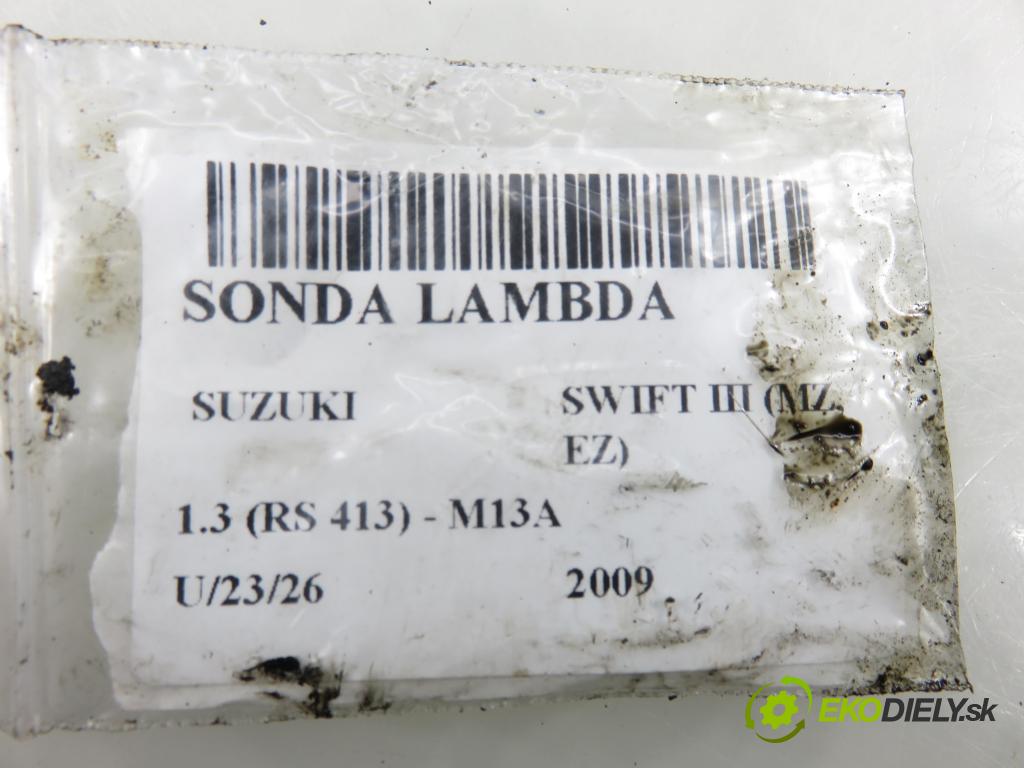 SONDA LAMBDA
SUZUKI SWIFT III (MZ,
EZ)
1.3 (RS 413) - M13A
U/23/26 2009
EKODIELY.sk